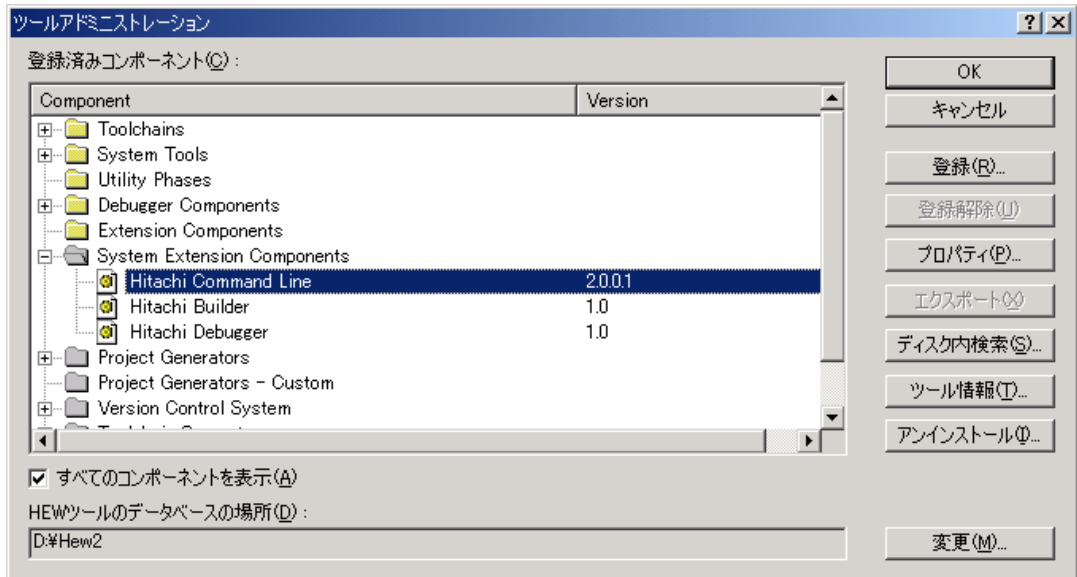 ツールアドミニストレーション
登録済みコンポーネント(C) :
Component Version
Toolchains
System Tools
Utility Phases
Debugger Components
Extension Components
System Extension Components
Hitachi Command Line 2.0.0.1
Hitachi Builder 1.0
Hitachi Debugger 1.0
Project Generators
Project Generators - Custom
Version Control System
すべてのコンポーネントを表示(A)
HEWツールのデータベースの場所(D) :
D:¥Hew2
OK
キャンセル
登録(R)...
登録解除(U)
プロパティ(P)...
エクスポート(X)
ディスク内検索(S)...
ツール情報(T)...
アンインストール(I)...
変更(M)...